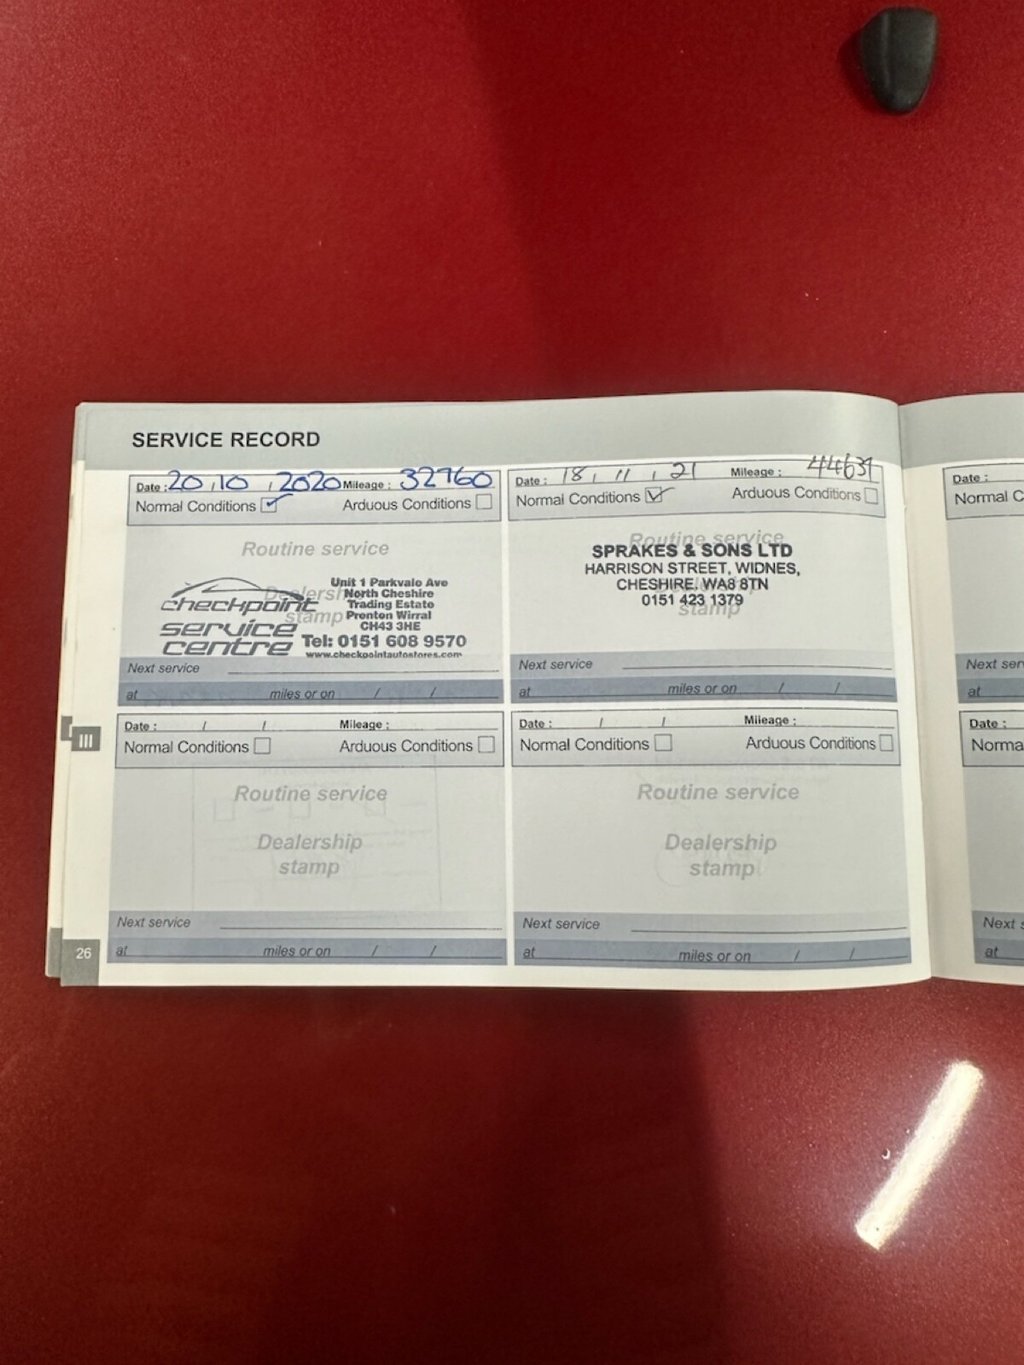 SERVICE RECORD
Date : 20 / 10 / 2020 Mileage : 32760
Normal Conditions ✓ Arduous Conditions
Routine service
Dealership
stamp
checkpoint
service
centre
Unit 1 Parkvale Ave
North Cheshire
Trading Estate
Prenton Wirral
CH43 3HE
Tel: 0151 608 9570
www.checkpointautostores.com
Next service
at miles or on / /
Date : 18 / 11 / 21 Mileage : 44639
Normal Conditions ✓ Arduous Conditions
Routine service
SPRAKES & SONS LTD
HARRISON STREET, WIDNES,
CHESHIRE, WA8 8TN
0151 423 1379
Dealership
stamp
Next service
at miles or on / /
Date : / / Mileage :
Normal Conditions Arduous Conditions
Routine service
Dealership
stamp
Next service
at miles or on / /
Date : / / Mileage :
Normal Conditions Arduous Conditions
Routine service
Dealership
stamp
Next service
at miles or on / /
III
26
Date :
Normal C
Next ser
at
Date :
Norma
Next s
at